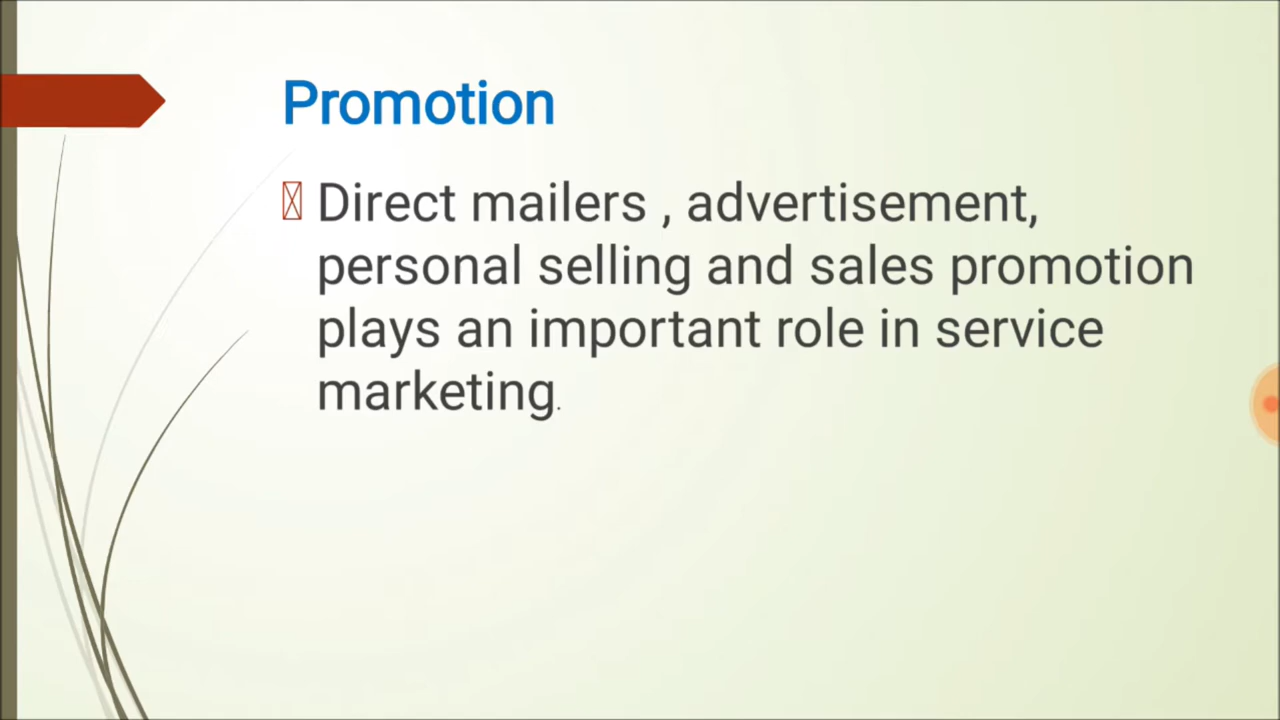 Promotion
Direct mailers , advertisement,
personal selling and sales promotion
plays an important role in service
marketing.